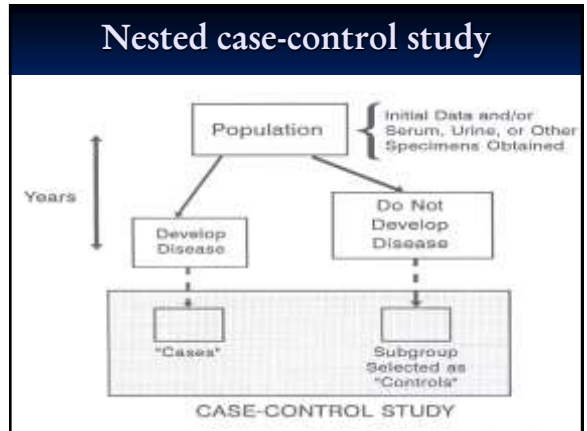 Nested case-control study
Population
Initial Data and/or
Serum, Urine, or Other
Specimens Obtained
Years
Develop
Disease
Do Not
Develop
Disease
"Cases"
Subgroup
Selected as
"Controls"
CASE-CONTROL STUDY